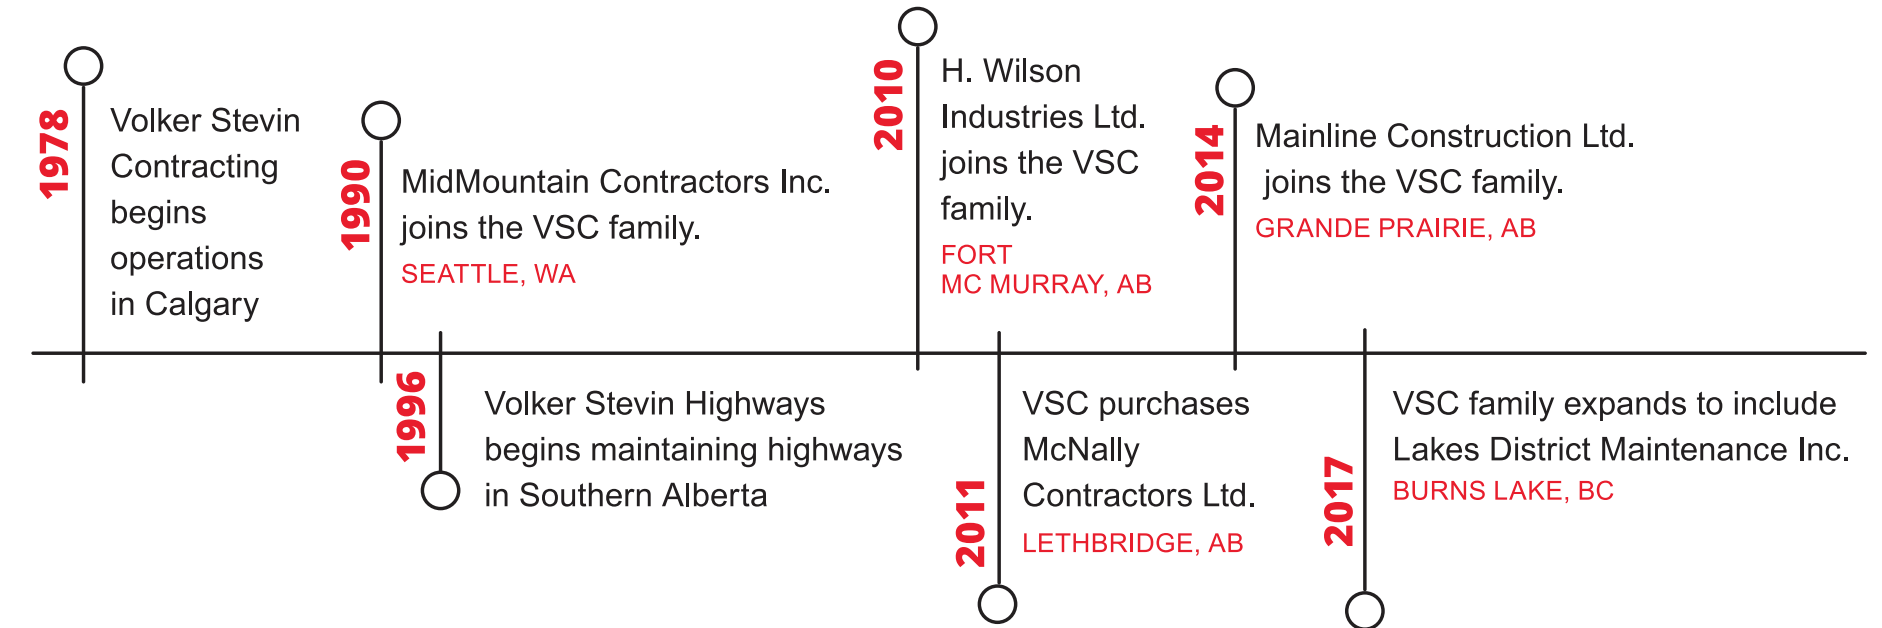 1978
Volker Stevin
Contracting
begins
operations
in Calgary
1990
MidMountain Contractors Inc.
joins the VSC family.
SEATTLE, WA
1996
Volker Stevin Highways
begins maintaining highways
in Southern Alberta
2010
H. Wilson
Industries Ltd.
joins the VSC
family.
FORT
MC MURRAY, AB
2011
VSC purchases
McNally
Contractors Ltd.
LETHBRIDGE, AB
2014
Mainline Construction Ltd.
joins the VSC family.
GRANDE PRAIRIE, AB
2017
VSC family expands to include
Lakes District Maintenance Inc.
BURNS LAKE, BC